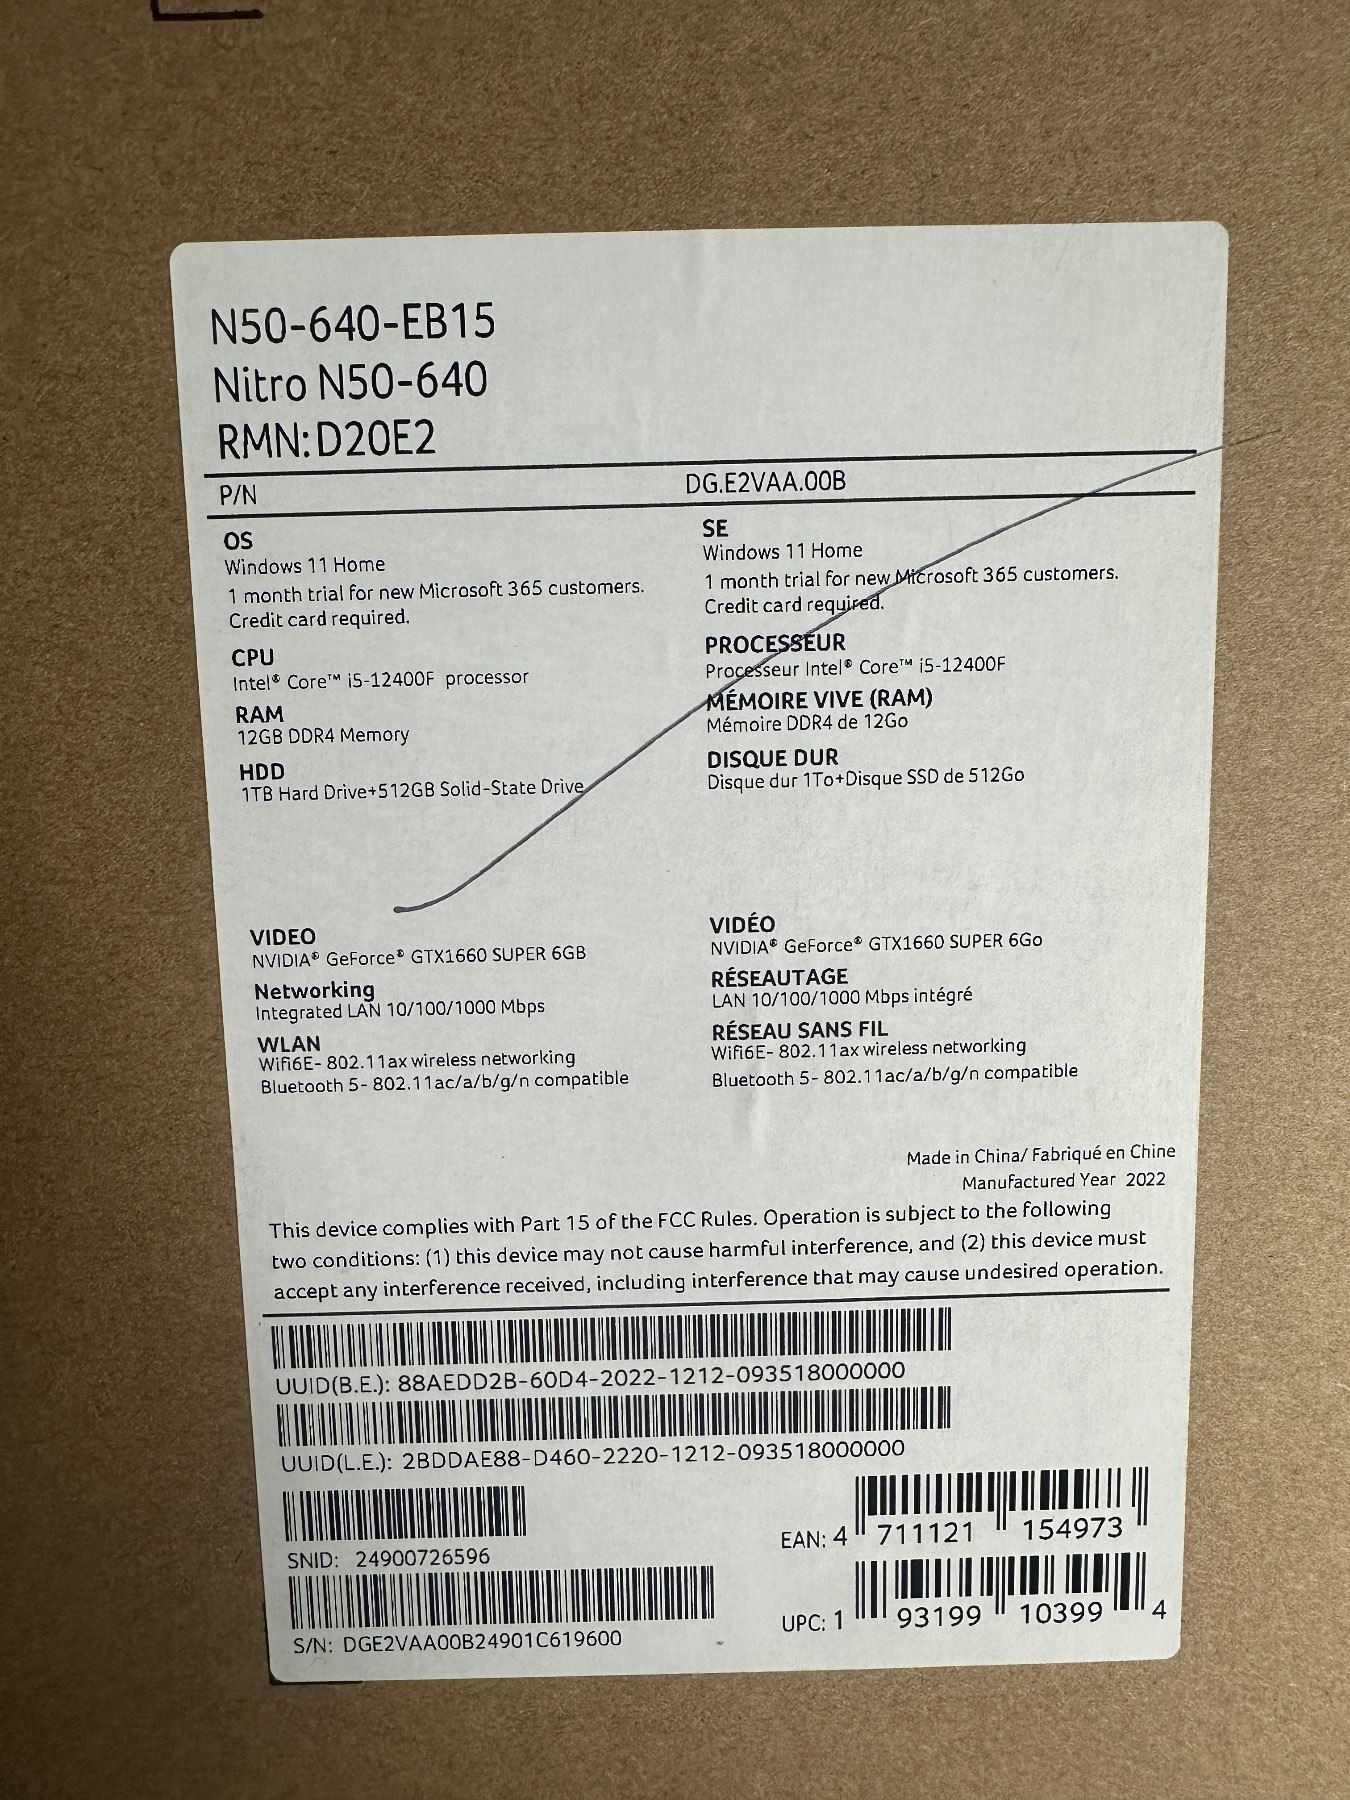 N50-640-EB15
Nitro N50-640
RMN:D20E2
P/N DG.E2VAA.00B
OS
Windows 11 Home
1 month trial for new Microsoft 365 customers.
Credit card required.
CPU
Intel® Core™ i5-12400F processor
RAM
12GB DDR4 Memory
HDD
1TB Hard Drive+512GB Solid-State Drive
VIDEO
NVIDIA® GeForce® GTX1660 SUPER 6GB
Networking
Integrated LAN 10/100/1000 Mbps
WLAN
Wifi6E- 802.11ax wireless networking
Bluetooth 5- 802.11ac/a/b/g/n compatible
SE
Windows 11 Home
1 month trial for new Microsoft 365 customers.
Credit card required.
PROCESSEUR
Processeur Intel® Core™ i5-12400F
MÉMOIRE VIVE (RAM)
Mémoire DDR4 de 12Go
DISQUE DUR
Disque dur 1To+Disque SSD de 512Go
VIDÉO
NVIDIA® GeForce® GTX1660 SUPER 6Go
RÉSEAUTAGE
LAN 10/100/1000 Mbps intégré
RÉSEAU SANS FIL
Wifi6E- 802.11ax wireless networking
Bluetooth 5- 802.11ac/a/b/g/n compatible
Made in China/ Fabriqué en Chine
Manufactured Year 2022
This device complies with Part 15 of the FCC Rules. Operation is subject to the following
two conditions: (1) this device may not cause harmful interference, and (2) this device must
accept any interference received, including interference that may cause undesired operation.
UUID(B.E.): 88AEDD2B-60D4-2022-1212-093518000000
UUID(L.E.): 2BDDAE88-D460-2220-1212-093518000000
SNID: 24900726596
S/N: DGE2VAA00B24901C619600
EAN: 4 711121 154973
UPC: 1 93199 10399 4